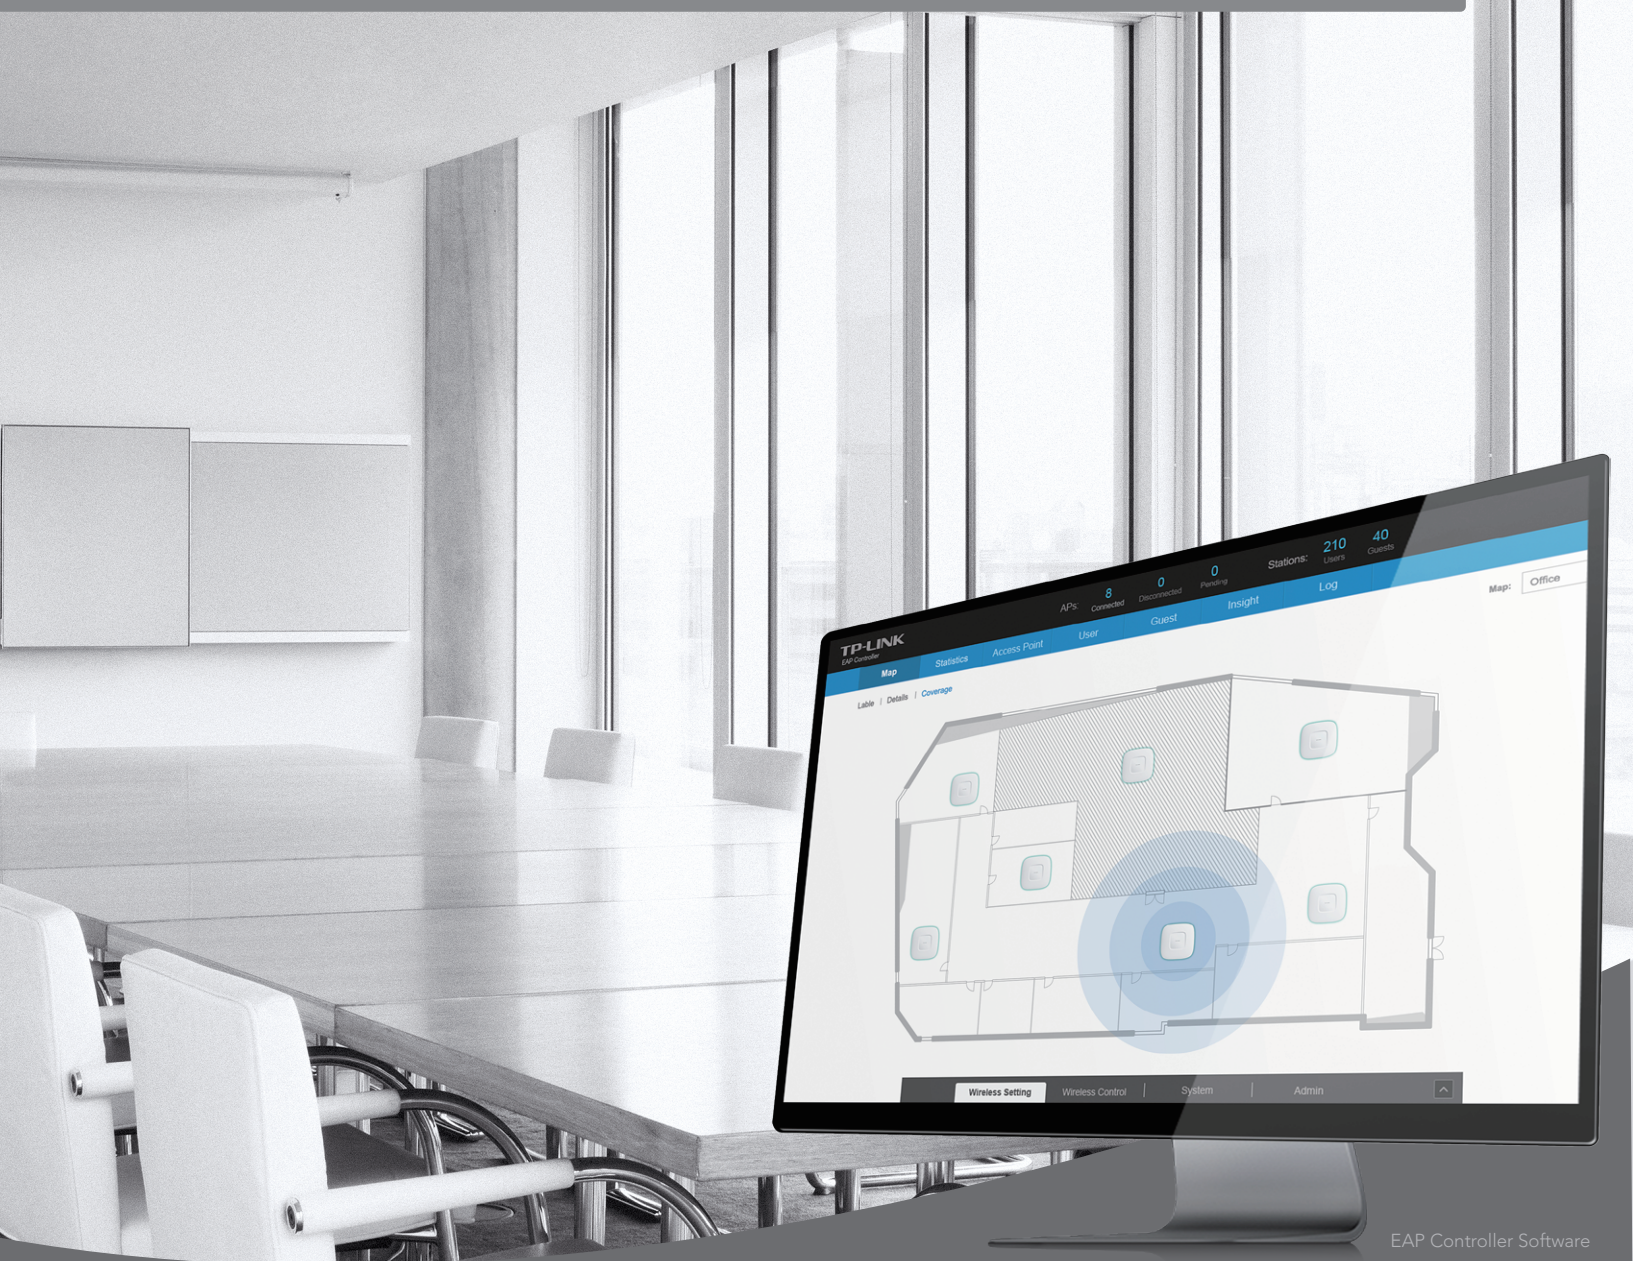 210 40
Stations: Users Guests
APs: 8 0 0
Connected Disconnected Pending
TP-LINK
EAP Controller
Map Statistics Access Point User Guest Insight Log
Map: Office
Lable | Details | Coverage
Wireless Setting Wireless Control | System | Admin
EAP Controller Software